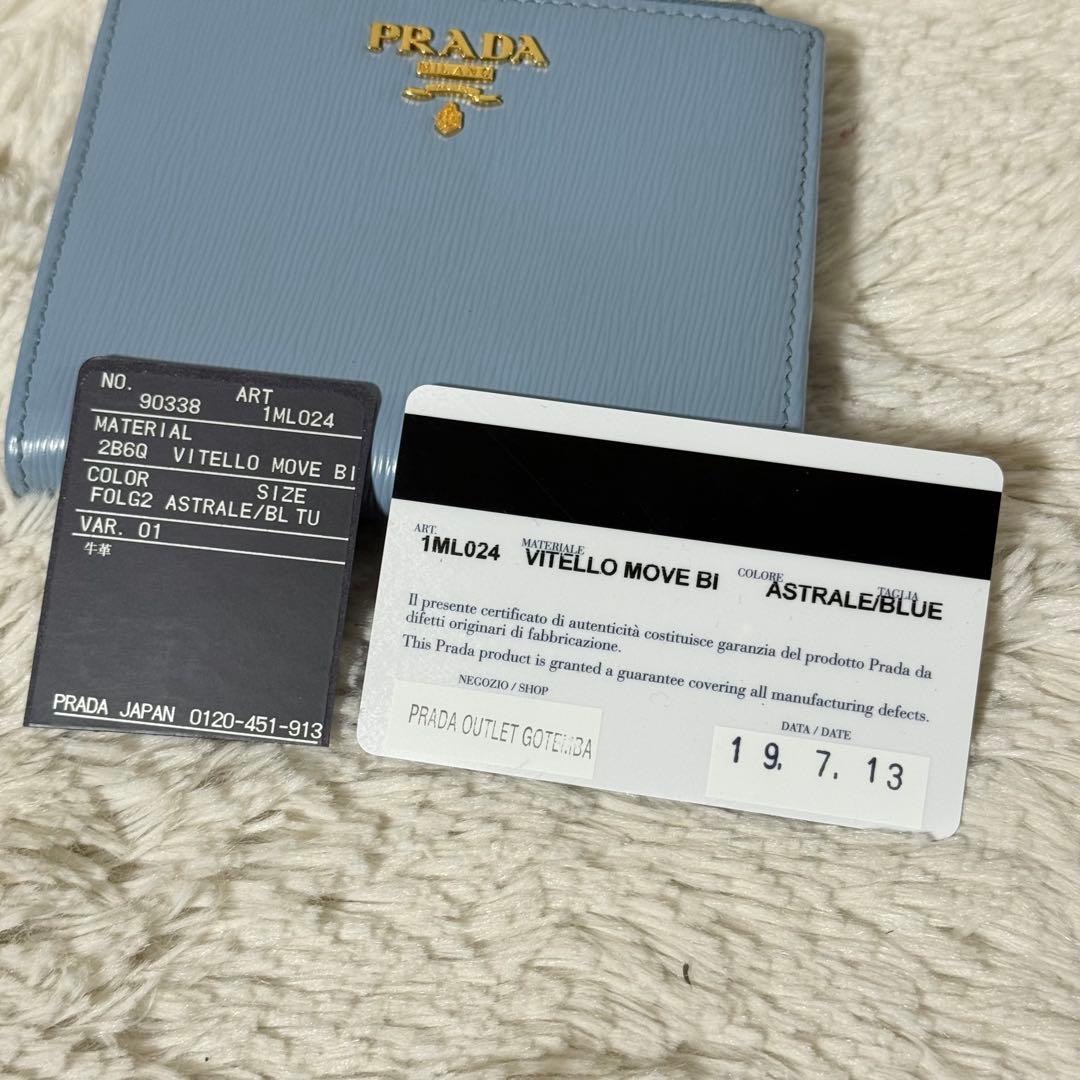 PRADA
MILANO
NO. ART
90338 1ML024
MATERIAL
2B6Q VITELLO MOVE BI
COLOR SIZE
F0LG2 ASTRALE/BL TU
VAR. 01
牛革
PRADA JAPAN 0120-451-913
ART. MATERIALE COLORE TAGLIA
1ML024 VITELLO MOVE BI ASTRALE/BLUE
Il presente certificato di autenticità costituisce garanzia del prodotto Prada da
difetti originari di fabbricazione.
This Prada product is granted a guarantee covering all manufacturing defects.
NEGOZIO / SHOP
PRADA OUTLET GOTEMBA
DATA / DATE
19. 7. 13